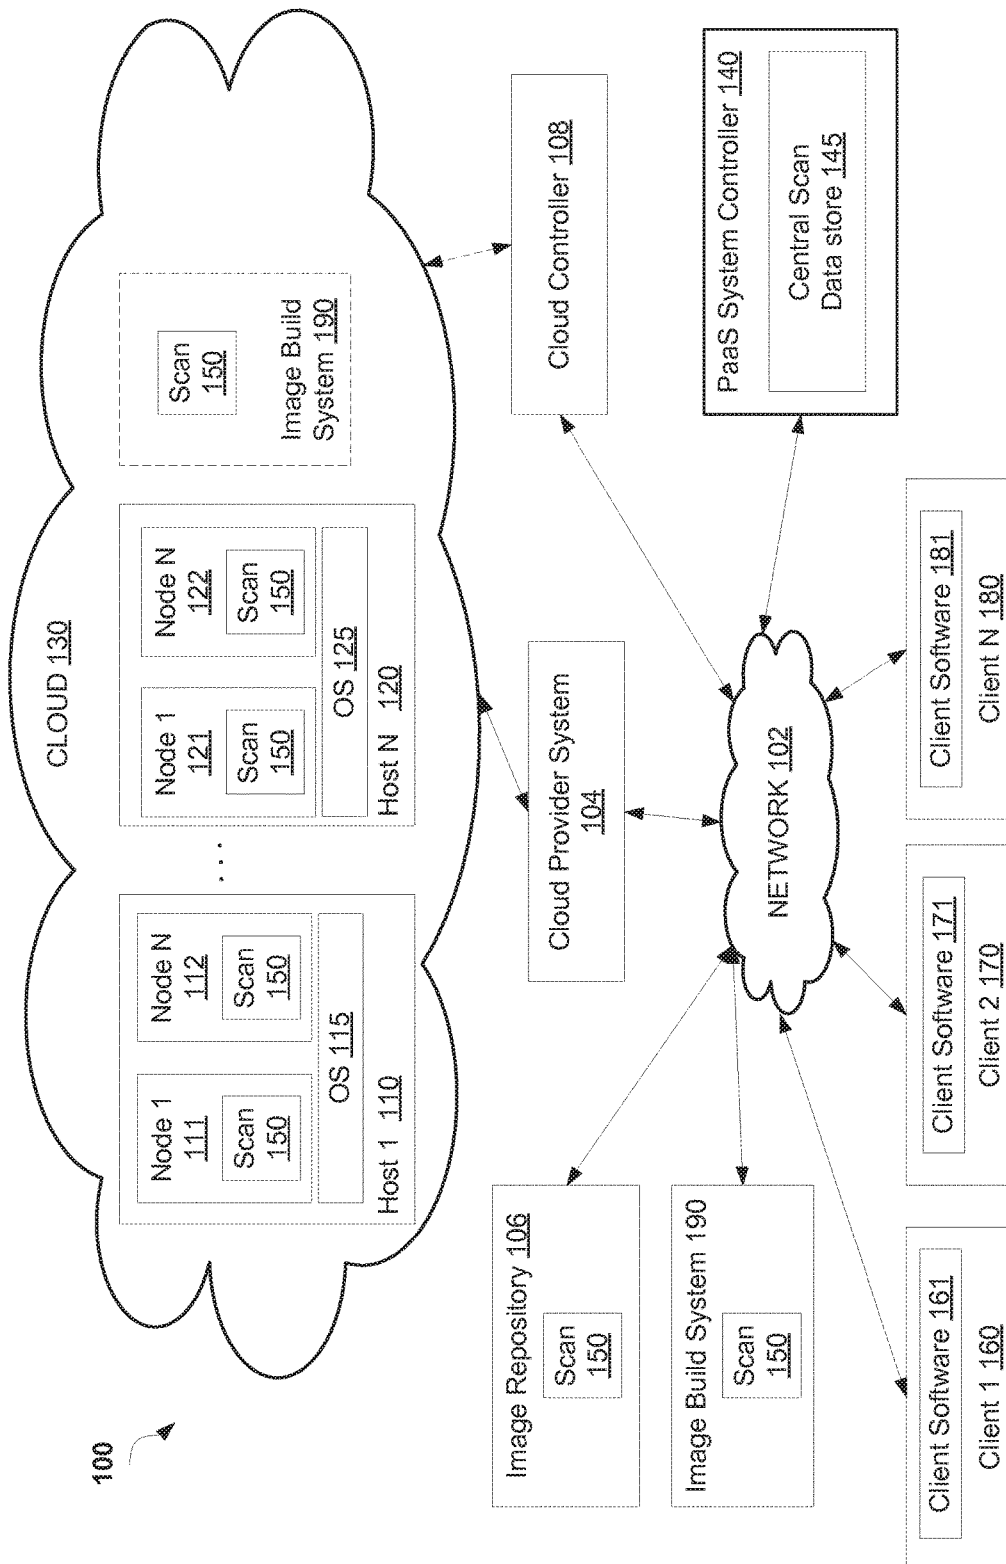 100
CLOUD 130
Node 1
111
Scan
150
Node N
112
Scan
150
OS 115
Host 1 110
. . .
Node 1
121
Scan
150
Node N
122
Scan
150
OS 125
Host N 120
Scan
150
Image Build
System 190
Image Repository 106
Scan
150
Cloud Provider System
104
Cloud Controller 108
Image Build System 190
Scan
150
NETWORK 102
PaaS System Controller 140
Central Scan
Data store 145
Client Software 161
Client 1 160
Client Software 171
Client 2 170
Client Software 181
Client N 180